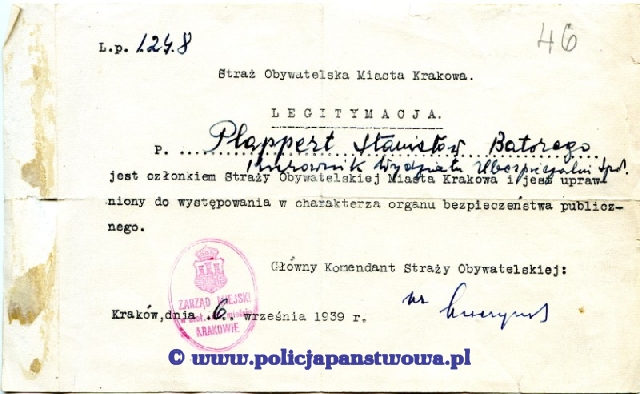 L.p. 1248
46
Straż Obywatelska Miasta Krakowa.
LEGITYMACJA.
P. Plappert Stanisław Batorego
kierownik Wydziału Ubezpieczalni Społ.
jest członkiem Straży Obywatelskiej Miasta Krakowa i jest upraw
niony do występowania w charakterze organu bezpieczeństwa publicz-
nego.
Główny Komendant Straży Obywatelskiej:
ZARZĄD MIEJSKI
KRAKOWIE
Kraków, dnia 6. września 1939 r.
© www.policjapanstwowa.pl